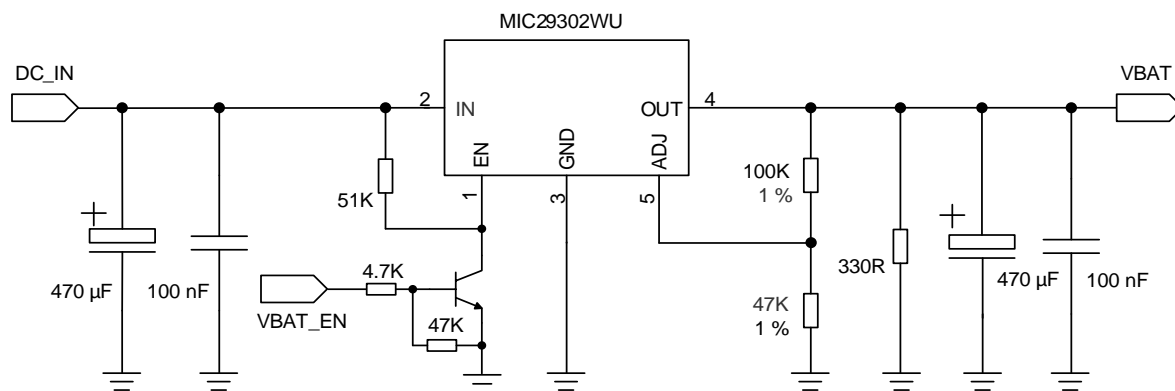 MIC29302WU
DC_IN
VBAT
2
IN
OUT
4
EN
GND
ADJ
1
3
5
51K
100K
1 %
470 µF
100 nF
4.7K
VBAT_EN
47K
47K
1 %
330R
470 µF
100 nF